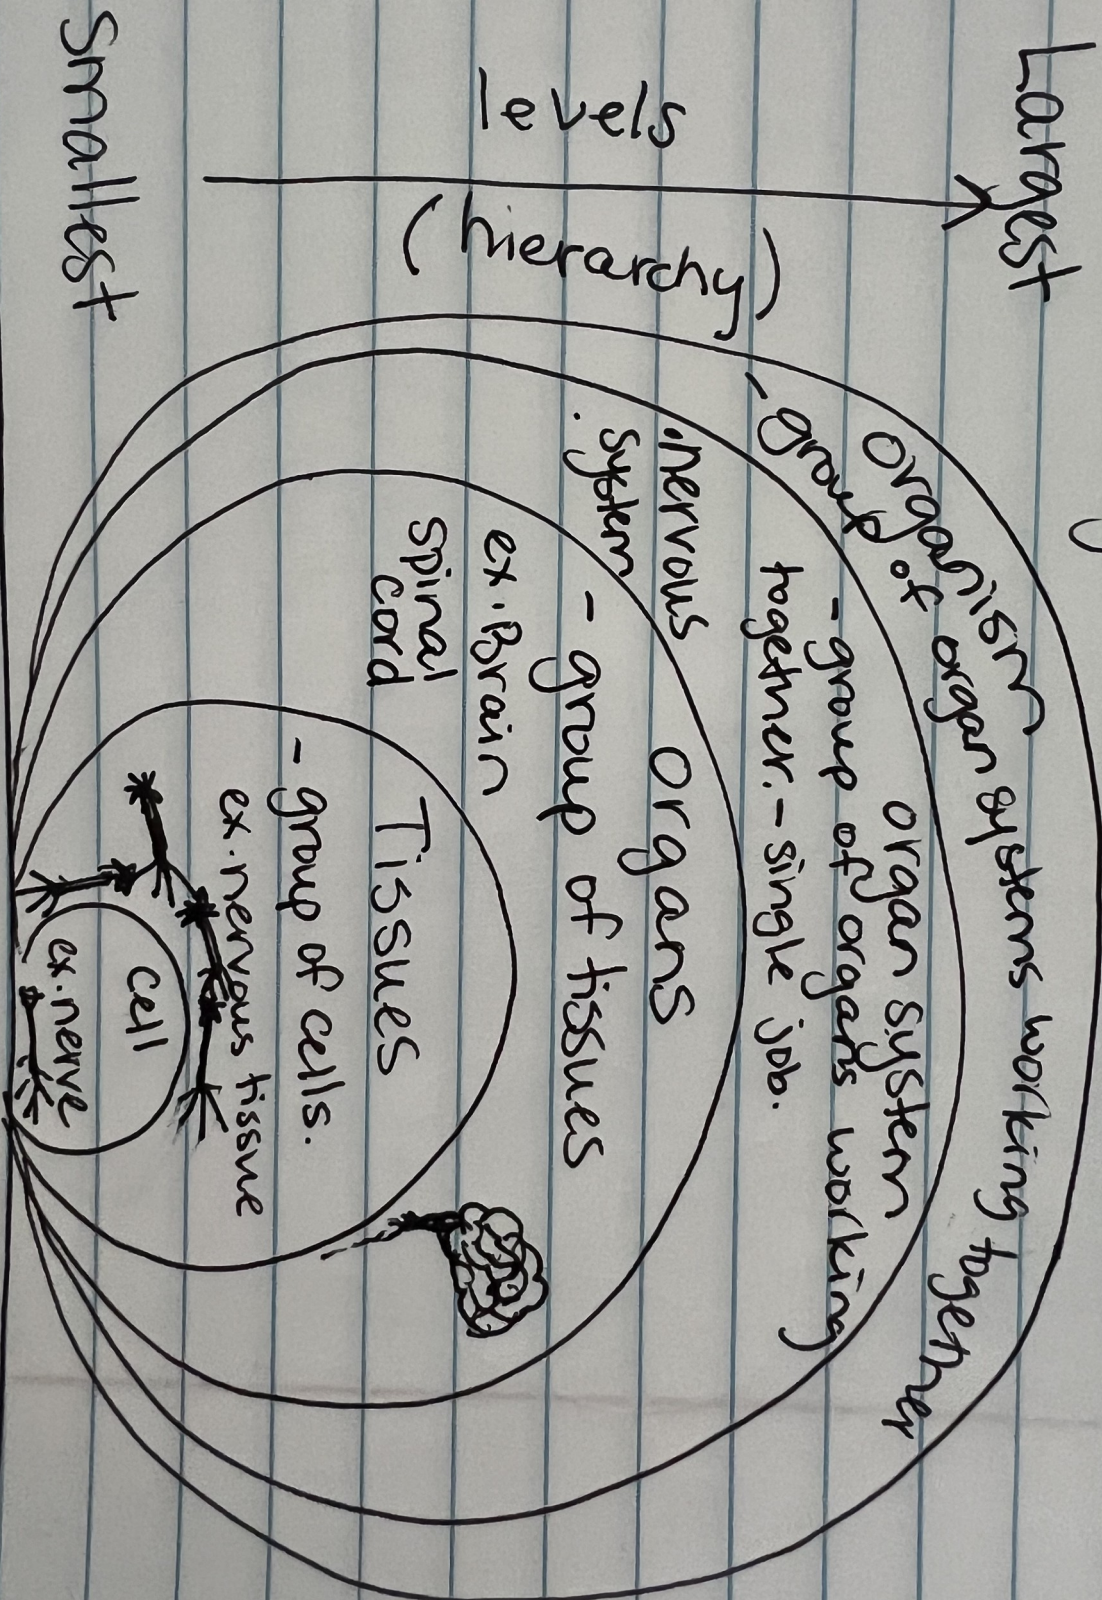 Largest
levels
(hierarchy)
Smallest
organism
- group of organ systems working together
organ system
- group of organs working
together. - single job.
·nervous
system
Organs
- group of tissues
ex. Brain
spinal
cord
Tissues
- group of cells.
ex. nervous tissue
cell
ex. nerve